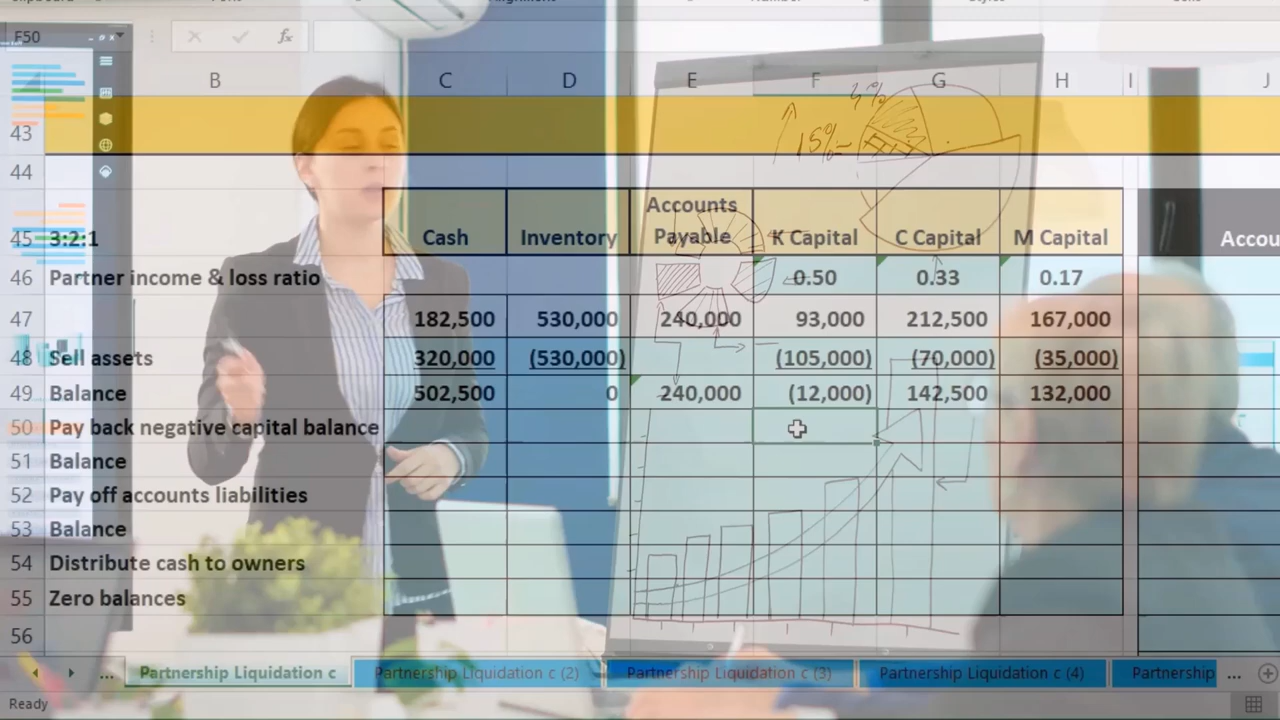 F50
B C D E F G H I J
43
44
45 3:2:1 Cash Inventory Accounts Payable K Capital C Capital M Capital
46 Partner income & loss ratio 0.50 0.33 0.17
47 182,500 530,000 240,000 93,000 212,500 167,000
48 Sell assets 320,000 (530,000) (105,000) (70,000) (35,000)
49 Balance 502,500 0 240,000 (12,000) 142,500 132,000
50 Pay back negative capital balance
51 Balance
52 Pay off accounts liabilities
53 Balance
54 Distribute cash to owners
55 Zero balances
56
15%
... Partnership Liquidation c Partnership Liquidation c (2) Partnership Liquidation c (3) Partnership Liquidation c (4) Partnership ...
Ready